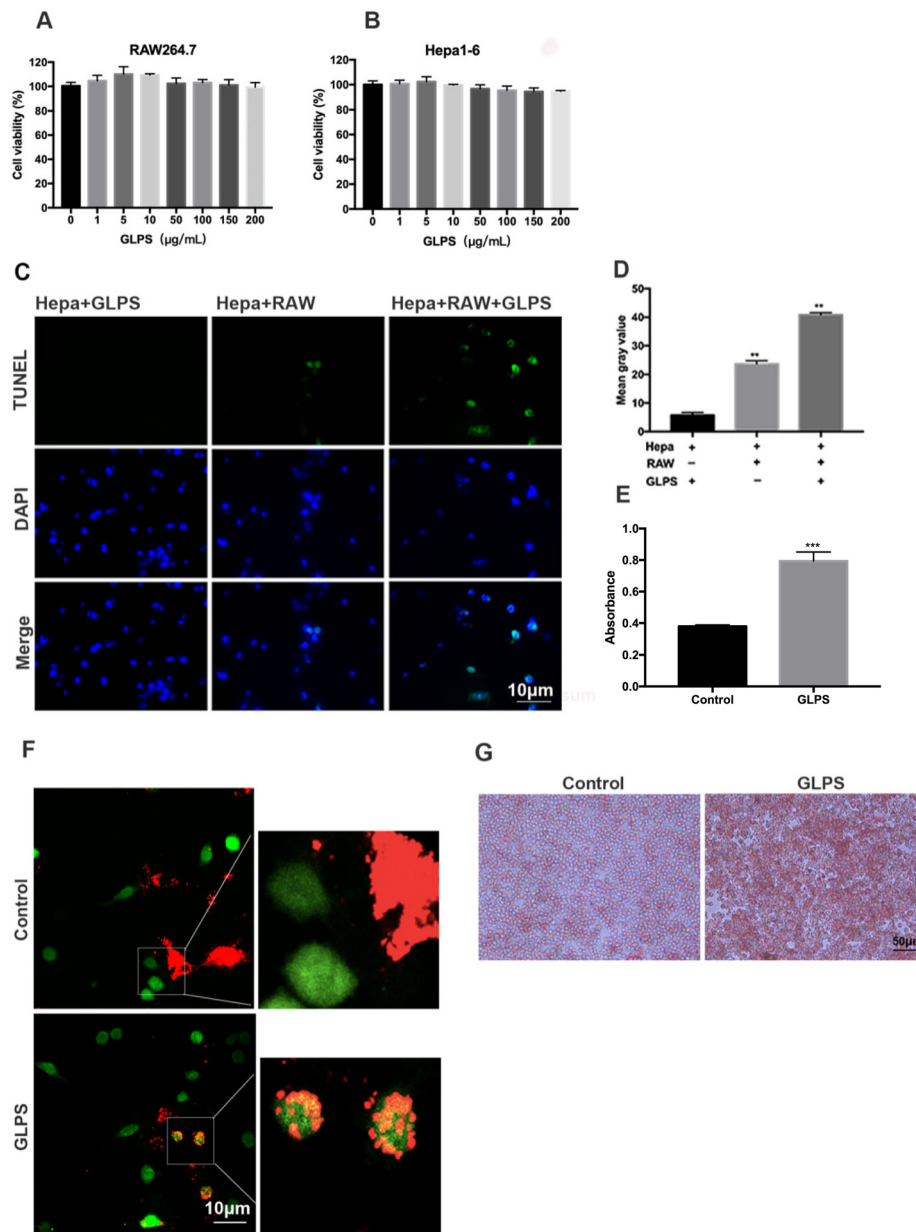 A
RAW264.7
Cell viability (%)
120
100
80
60
40
20
0
0 1 5 10 50 100 150 200
GLPS (μg/mL)
B
Hepa1-6
Cell viability (%)
120
100
80
60
40
20
0
0 1 5 10 50 100 150 200
GLPS (μg/mL)
C
Hepa+GLPS Hepa+RAW Hepa+RAW+GLPS
TUNEL
DAPI
Merge
10μm
sum
D
Mean gray value
50
40
30
20
10
0
** **
Hepa + + +
RAW – + +
GLPS + – +
E
Absorbance
0.8
0.6
0.4
0.2
0.0
***
Control GLPS
F
Control
GLPS
10μm
G
Control GLPS
50μm